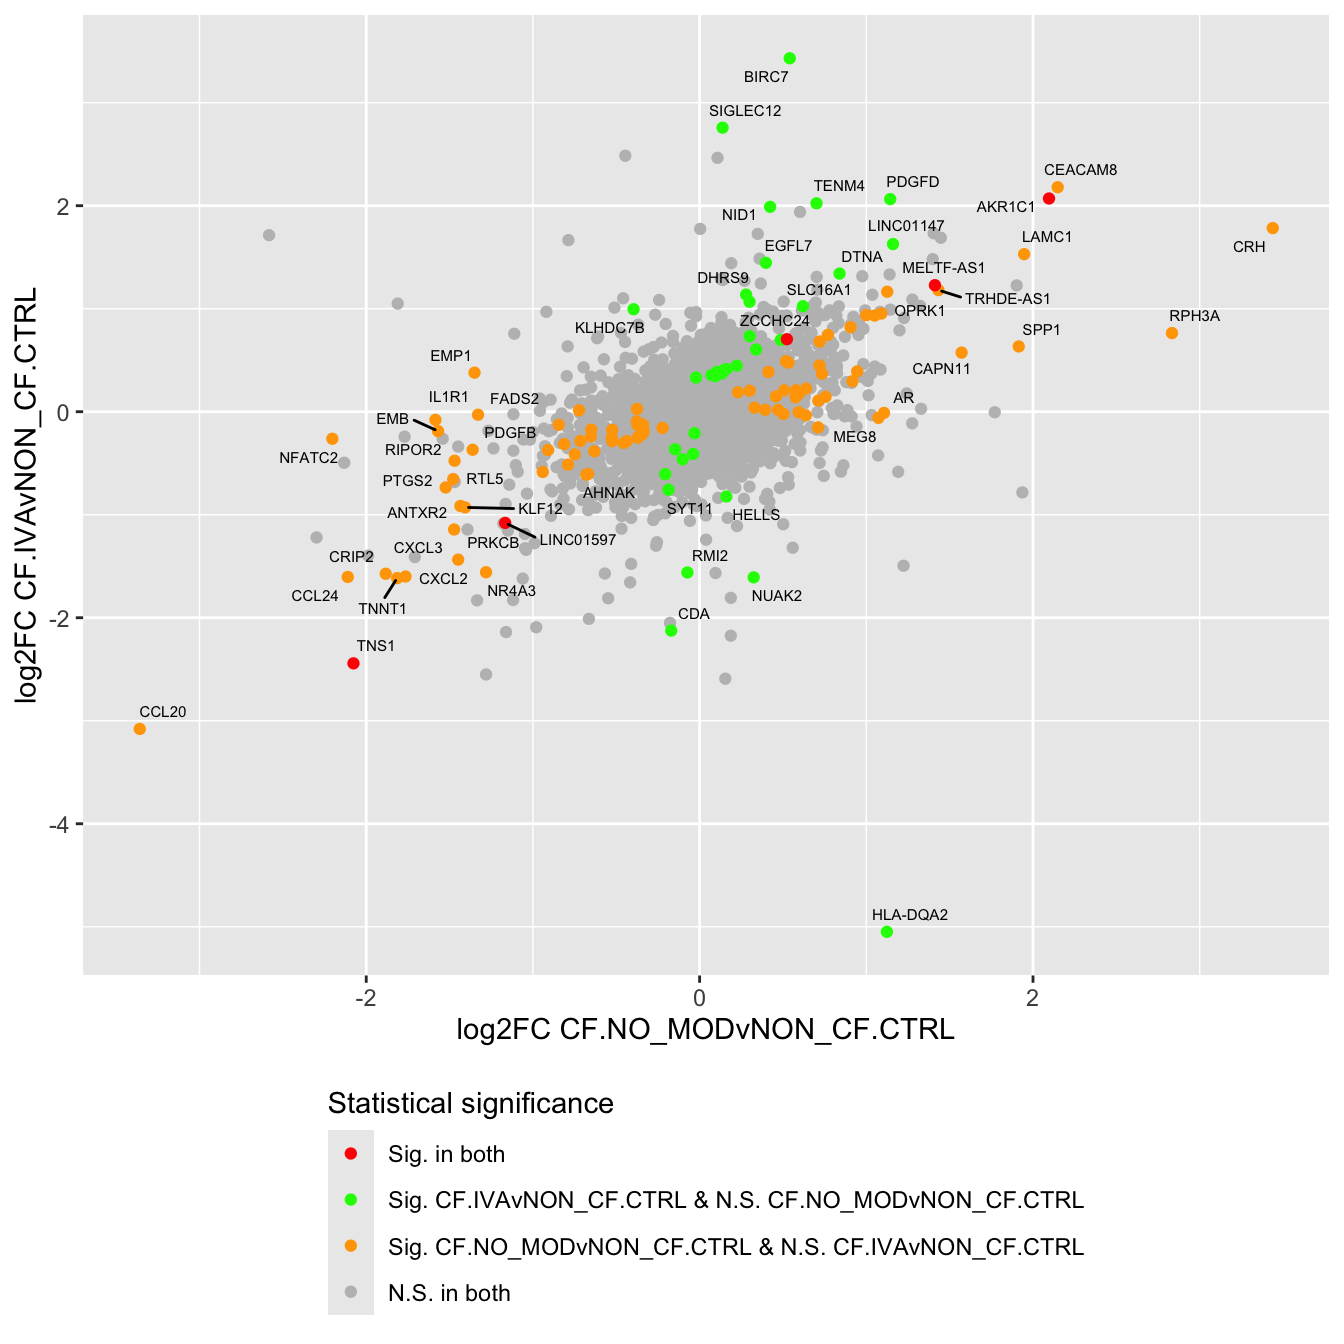 BIRC7
SIGLEC12
CEACAM8
TENM4
PDGFD
AKR1C1
NID1
LINC01147
LAMC1
CRH
EGFL7
DTNA
MELTF-AS1
DHRS9
SLC16A1
TRHDE-AS1
OPRK1
RPH3A
KLHDC7B
ZCCHC24
SPP1
EMP1
CAPN11
IL1R1
FADS2
AR
EMB
PDGFB
MEG8
RIPOR2
NFATC2
PTGS2
RTL5
AHNAK
ANTXR2
KLF12
SYT11
HELLS
PRKCB
LINC01597
CXCL3
CRIP2
RMI2
CXCL2
NR4A3
CCL24
NUAK2
TNNT1
CDA
TNS1
CCL20
HLA-DQA2
2
0
-2
-4
log2FC CF.IVAvNON_CF.CTRL
-2
0
2
log2FC CF.NO_MODvNON_CF.CTRL
Statistical significance
Sig. in both
Sig. CF.IVAvNON_CF.CTRL & N.S. CF.NO_MODvNON_CF.CTRL
Sig. CF.NO_MODvNON_CF.CTRL & N.S. CF.IVAvNON_CF.CTRL
N.S. in both